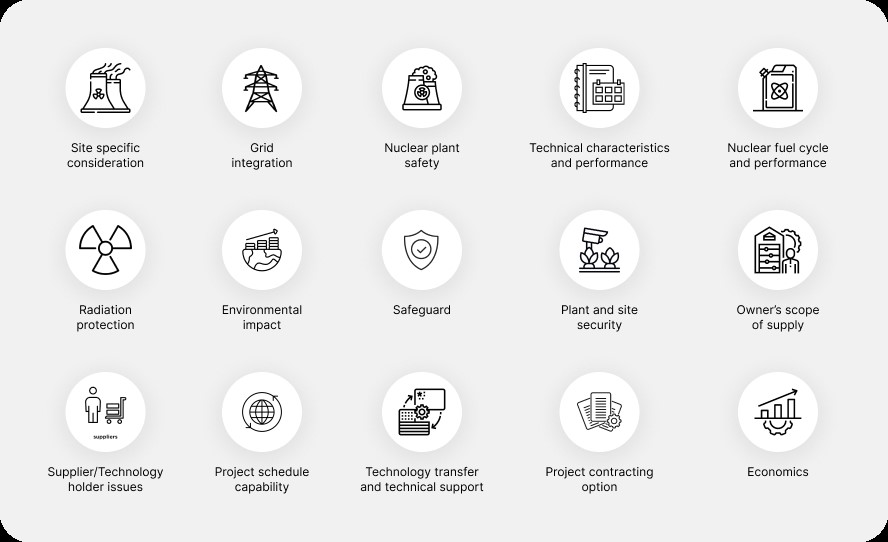 Site specific
consideration
Grid
integration
Nuclear plant
safety
Technical characteristics
and performance
Nuclear fuel cycle
and performance
Radiation
protection
Environmental
impact
Safeguard
Plant and site
security
Owner’s scope
of supply
suppliers
Supplier/Technology
holder issues
Project schedule
capability
Technology transfer
and technical support
Project contracting
option
Economics